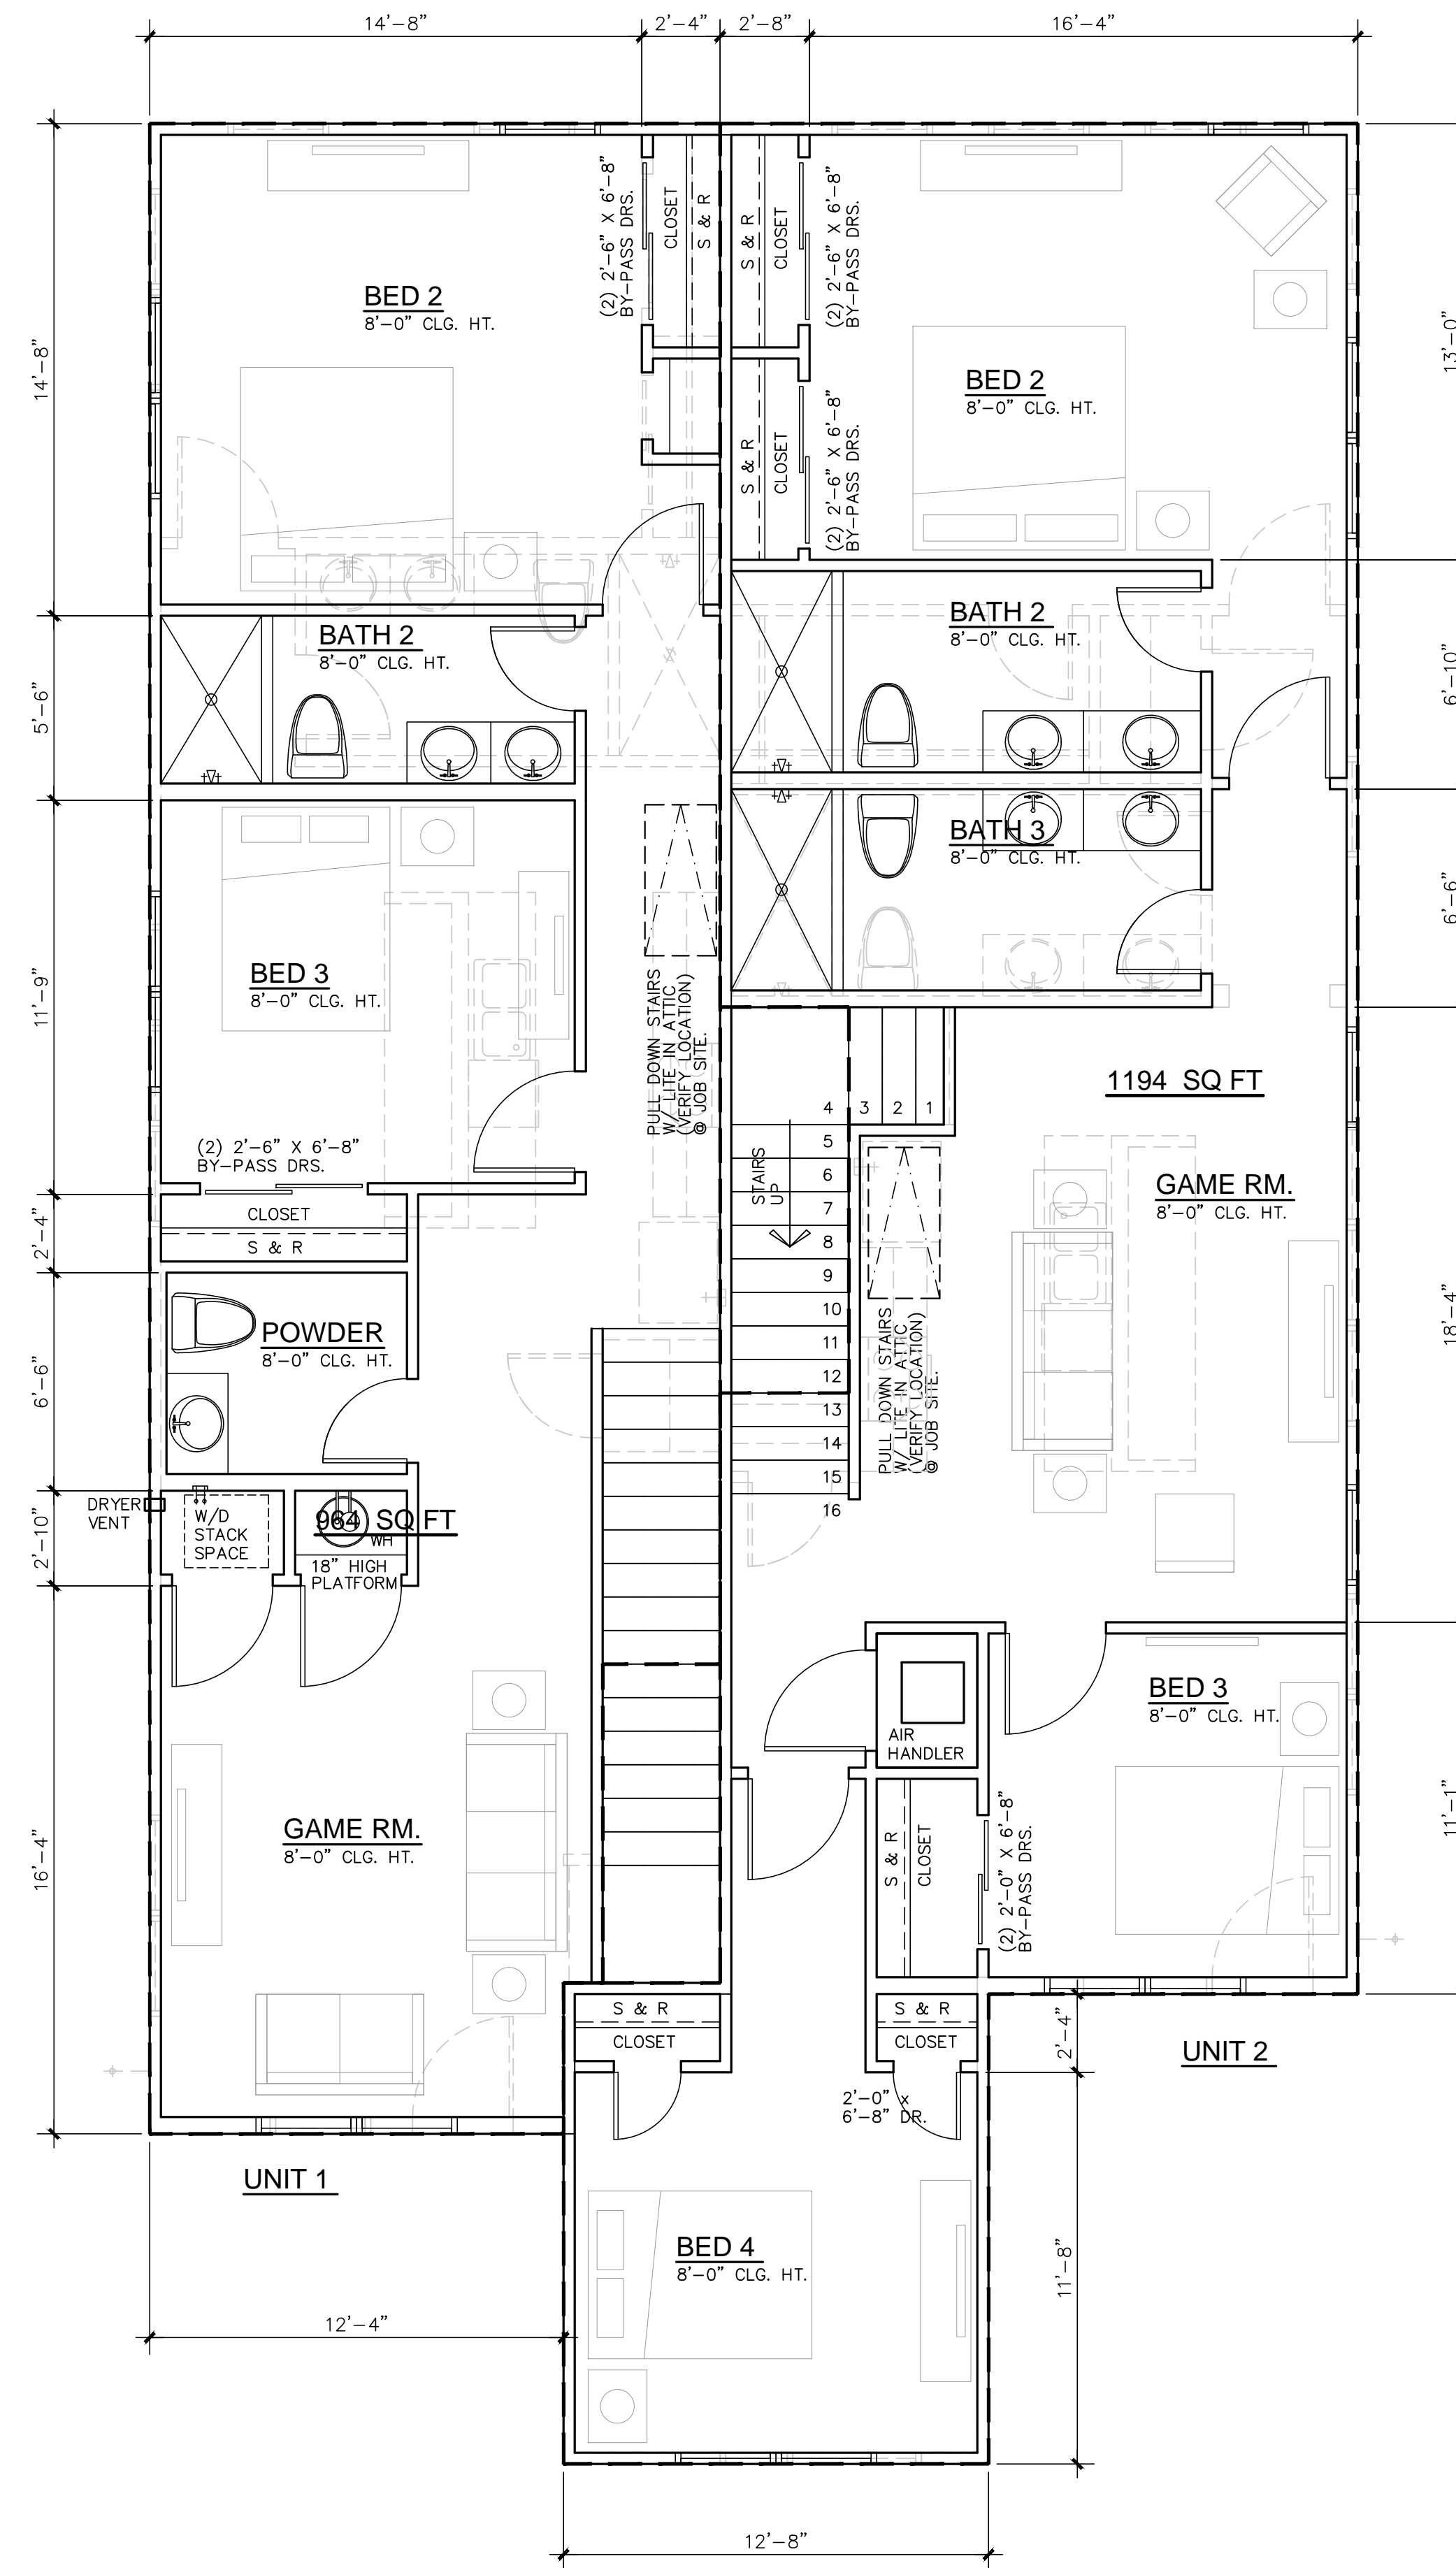 14'-8"
2'-4"
2'-8"
16'-4"
(2) 2'-6" X 6'-8"
BY-PASS DRS.
CLOSET
S & R
S & R
CLOSET
(2) 2'-6" X 6'-8"
BY-PASS DRS.
BED 2
8'-0" CLG. HT.
14'-8"
13'-0"
BED 2
8'-0" CLG. HT.
S & R
CLOSET
(2) 2'-6" X 6'-8"
BY-PASS DRS.
BATH 2
8'-0" CLG. HT.
5'-6"
BATH 2
8'-0" CLG. HT.
6'-10"
BATH 3
8'-0" CLG. HT.
6'-6"
BED 3
8'-0" CLG. HT.
11'-9"
PULL DOWN STAIRS
W/ LITE IN ATTIC
(VERIFY LOCATION)
@ JOB SITE.
1194 SQ FT
(2) 2'-6" X 6'-8"
BY-PASS DRS.
4 3 2 1
5
6
7
8
9
10
11
12
13
14
15
16
STAIRS
UP
GAME RM.
8'-0" CLG. HT.
CLOSET
S & R
2'-4"
18'-4"
PULL DOWN STAIRS
W/ LITE IN ATTIC
(VERIFY LOCATION)
@ JOB SITE.
POWDER
8'-0" CLG. HT.
6'-6"
DRYER
VENT
W/D
STACK
SPACE
964 SQ FT
WH
18" HIGH
PLATFORM
2'-10"
AIR
HANDLER
BED 3
8'-0" CLG. HT.
GAME RM.
8'-0" CLG. HT.
16'-4"
S & R
CLOSET
(2) 2'-0" X 6'-8"
BY-PASS DRS.
11'-1"
S & R
CLOSET
S & R
CLOSET
2'-4"
UNIT 2
2'-0" x
6'-8" DR.
UNIT 1
BED 4
8'-0" CLG. HT.
11'-8"
12'-4"
12'-8"